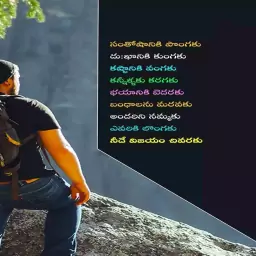 సంతోషానికి పొంగకు
దుఃఖానికి కుంగకు
కష్టానికి వంగకు
కన్నీళ్ళకు కరగకు
భయానికి బెదరకు
బంధాలను మరవకు
అందరిని నమ్మకు
ఎవరికి లొంగకు
నీదే విజయం చివరకు